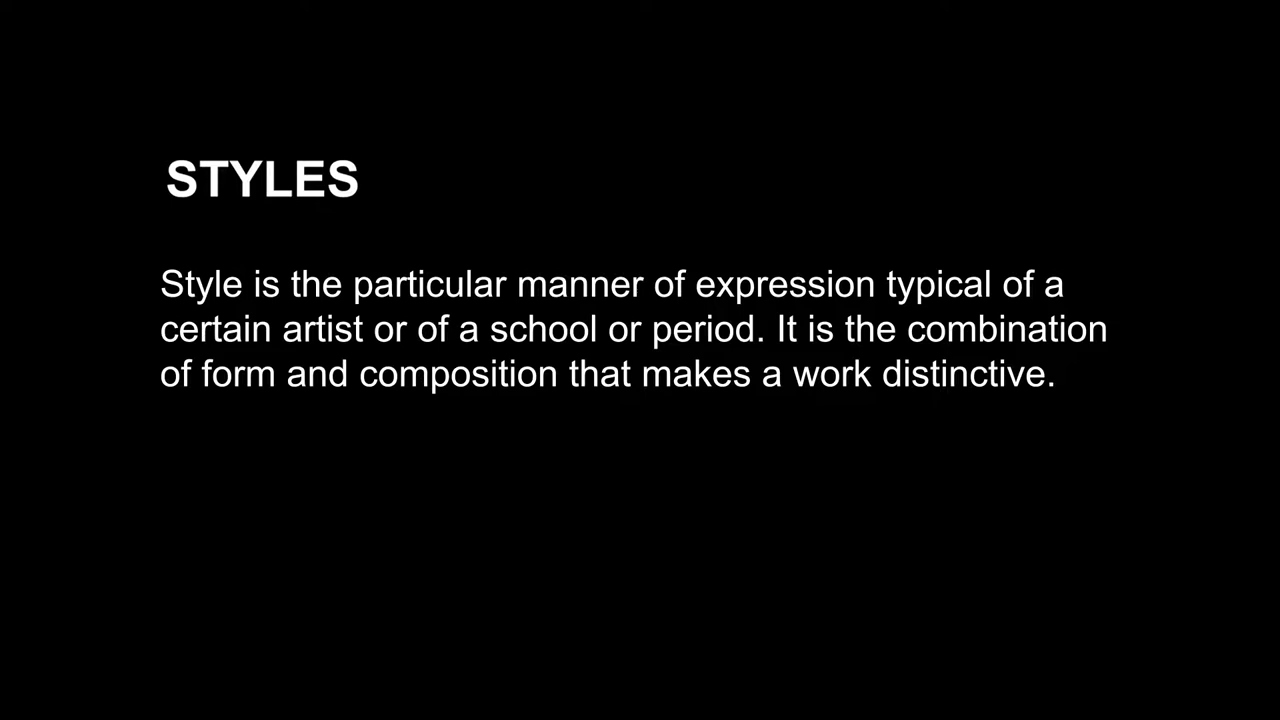 STYLES
Style is the particular manner of expression typical of a
certain artist or of a school or period. It is the combination
of form and composition that makes a work distinctive.